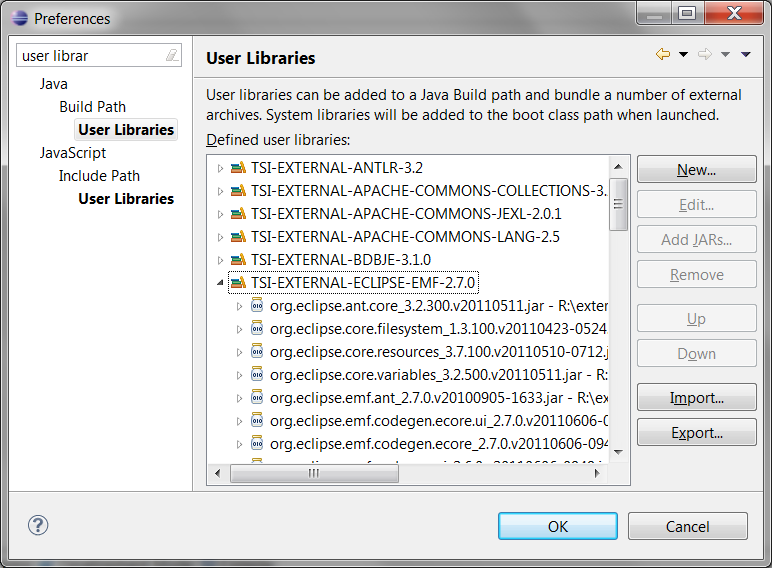 Preferences
user librar
Java
Build Path
User Libraries
JavaScript
Include Path
User Libraries
User Libraries
User libraries can be added to a Java Build path and bundle a number of external
archives. System libraries will be added to the boot class path when launched.
Defined user libraries:
TSI-EXTERNAL-ANTLR-3.2
TSI-EXTERNAL-APACHE-COMMONS-COLLECTIONS-3.
TSI-EXTERNAL-APACHE-COMMONS-JEXL-2.0.1
TSI-EXTERNAL-APACHE-COMMONS-LANG-2.5
TSI-EXTERNAL-BDBJE-3.1.0
TSI-EXTERNAL-ECLIPSE-EMF-2.7.0
org.eclipse.ant.core_3.2.300.v20110511.jar - R:\exter
org.eclipse.core.filesystem_1.3.100.v20110423-0524
org.eclipse.core.resources_3.7.100.v20110510-0712.j
org.eclipse.core.variables_3.2.500.v20110511.jar - R:
org.eclipse.emf.ant_2.7.0.v20100905-1633.jar - R:\ex
org.eclipse.emf.codegen.ecore.ui_2.7.0.v20110606-0
org.eclipse.emf.codegen.ecore_2.7.0.v20110606-094
New...
Edit...
Add JARs...
Remove
Up
Down
Import...
Export...
OK
Cancel